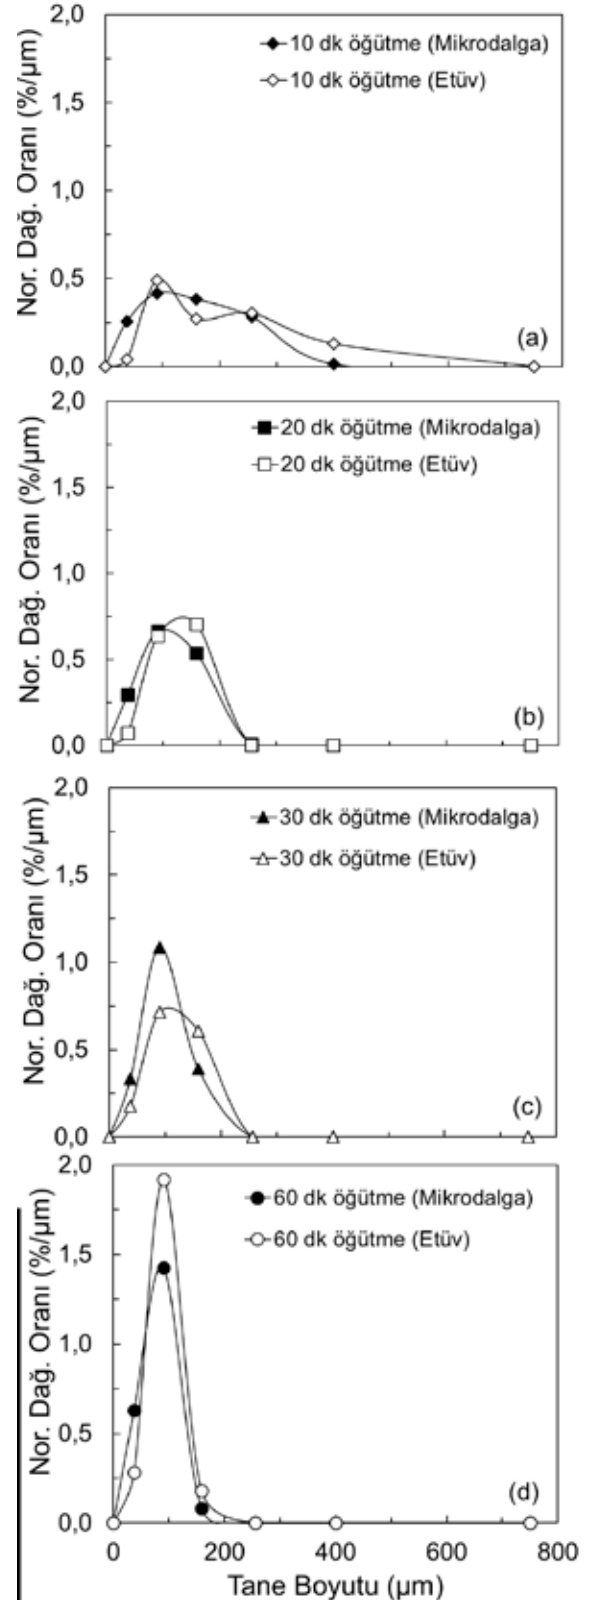 Nor. Dağ. Oranı (%/µm)
2,0
1,5
1,0
0,5
0,0
10 dk öğütme (Mikrodalga)
10 dk öğütme (Etüv)
(a)
Nor. Dağ. Oranı (%/µm)
2,0
1,5
1,0
0,5
0,0
20 dk öğütme (Mikrodalga)
20 dk öğütme (Etüv)
(b)
Nor. Dağ. Oranı (%/µm)
2,0
1,5
1,0
0,5
0,0
30 dk öğütme (Mikrodalga)
30 dk öğütme (Etüv)
(c)
Nor. Dağ. Oranı (%/µm)
2,0
1,5
1,0
0,5
0,0
60 dk öğütme (Mikrodalga)
60 dk öğütme (Etüv)
(d)
0 200 400 600 800
Tane Boyutu (µm)